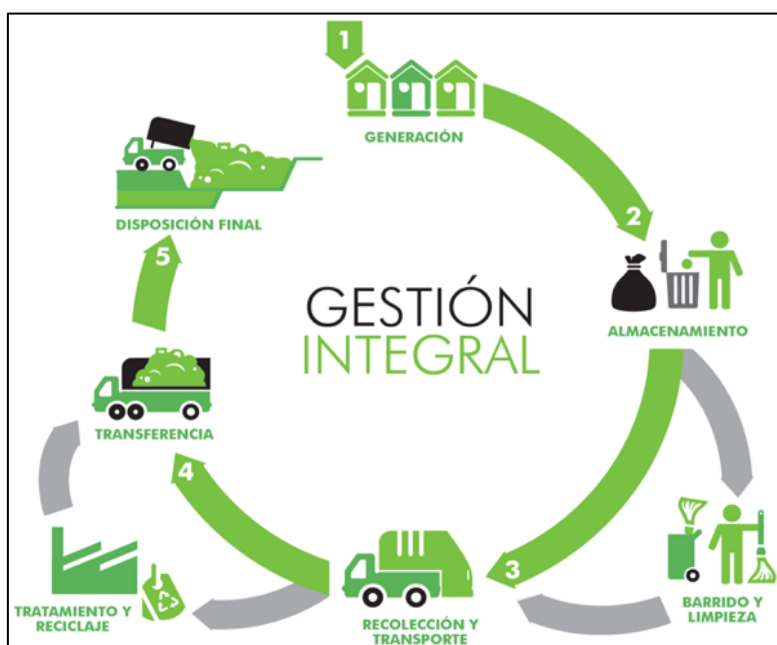 1
GENERACIÓN
2
ALMACENAMIENTO
BARRIDO Y
LIMPIEZA
3
RECOLECCIÓN Y
TRANSPORTE
TRATAMIENTO Y
RECICLAJE
4
TRANSFERENCIA
5
DISPOSICIÓN FINAL
GESTIÓN
INTEGRAL